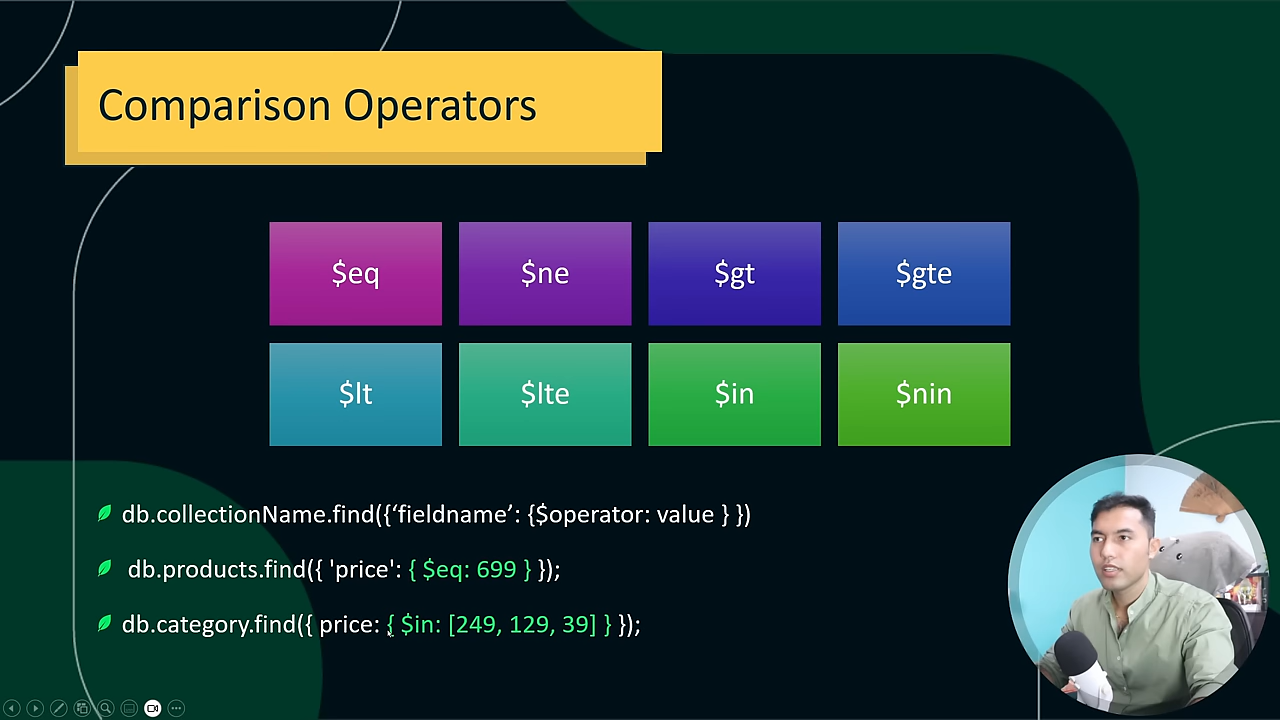 Comparison Operators
$eq
$ne
$gt
$gte
$lt
$lte
$in
$nin
db.collectionName.find({‘fieldname’: {$operator: value } })
db.products.find({ 'price': { $eq: 699 } });
db.category.find({ price: { $in: [249, 129, 39] } });